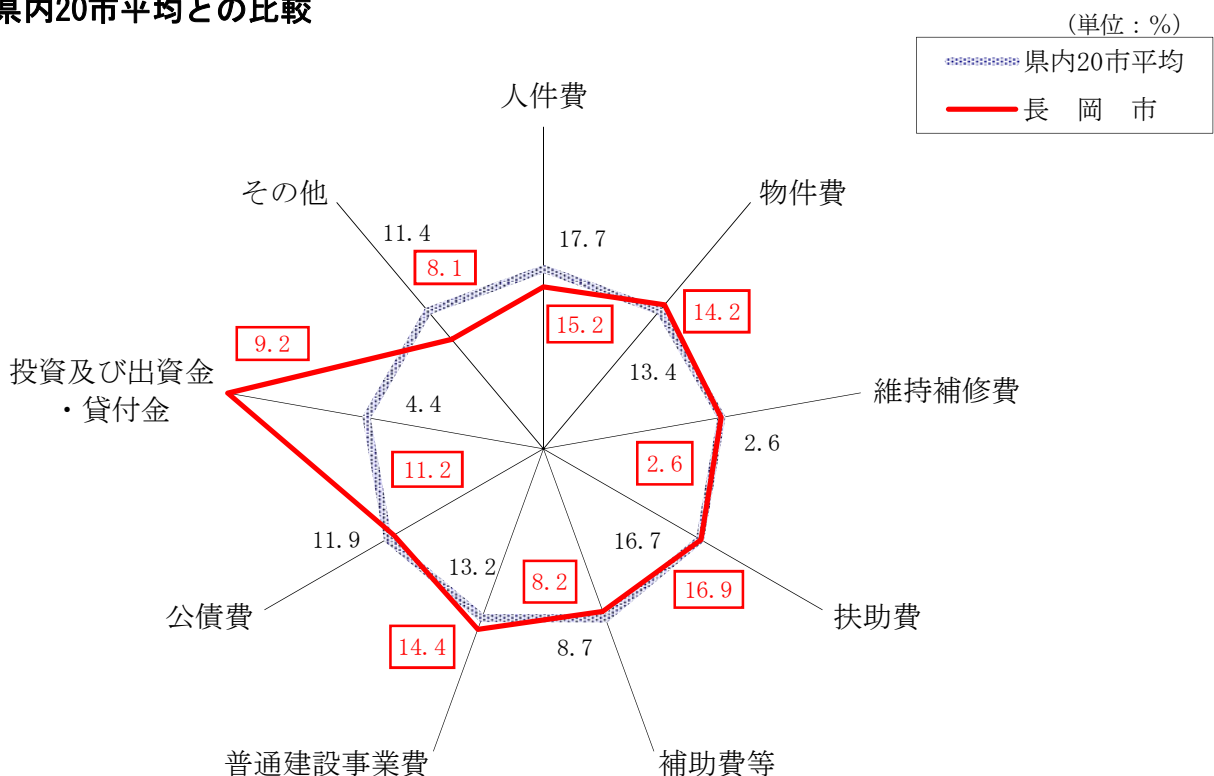 県内20市平均との比較
(単位:%)
県内20市平均
長 岡 市
人件費
17.7
15.2
物件費
14.2
13.4
維持補修費
2.6
2.6
扶助費
16.7
16.9
補助費等
8.2
8.7
普通建設事業費
13.2
14.4
公債費
11.2
11.9
投資及び出資金
・貸付金
9.2
4.4
その他
11.4
8.1